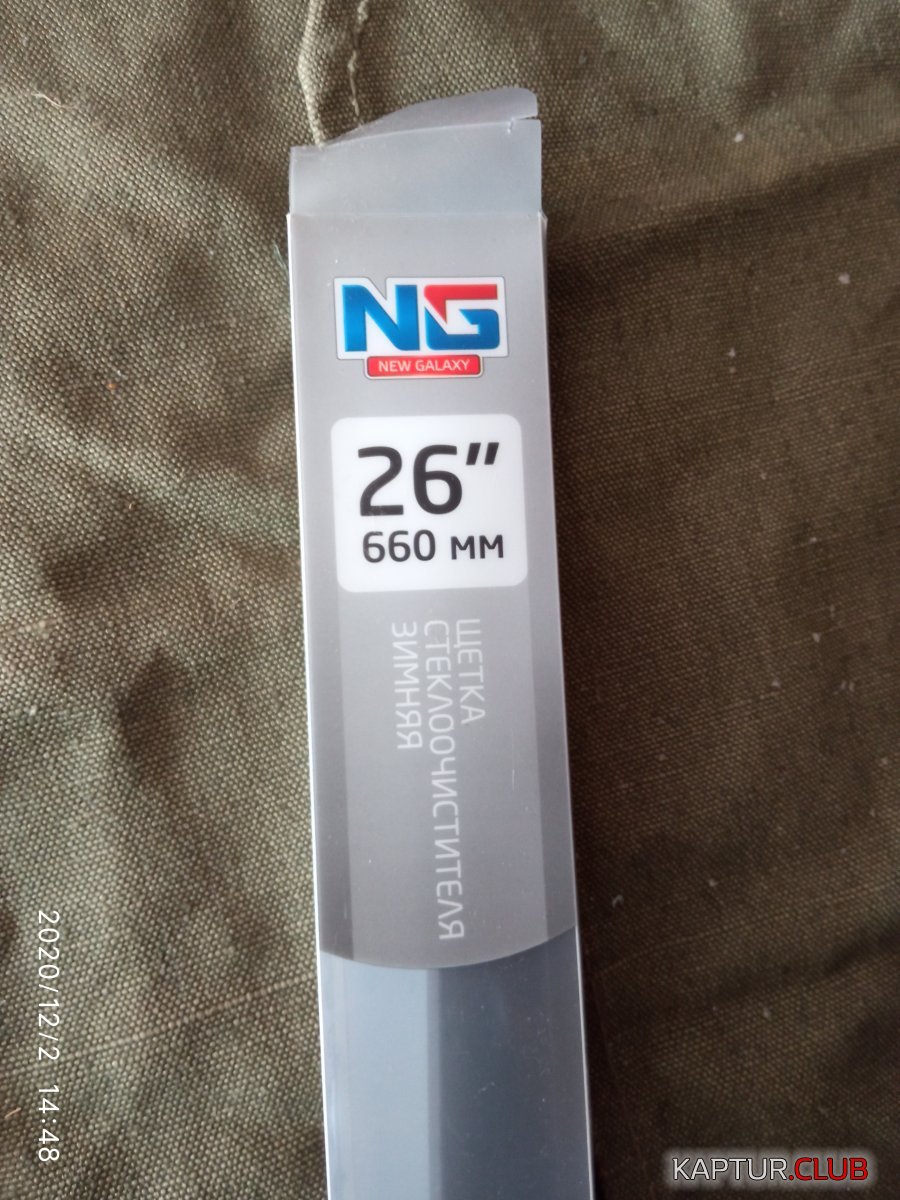 NG
NEW GALAXY
26"
660 мм
ЩЕТКА
СТЕКЛООЧИСТИТЕЛЯ
ЗИМНЯЯ
2020/12/2 14:48
KAPTUR.CLUB